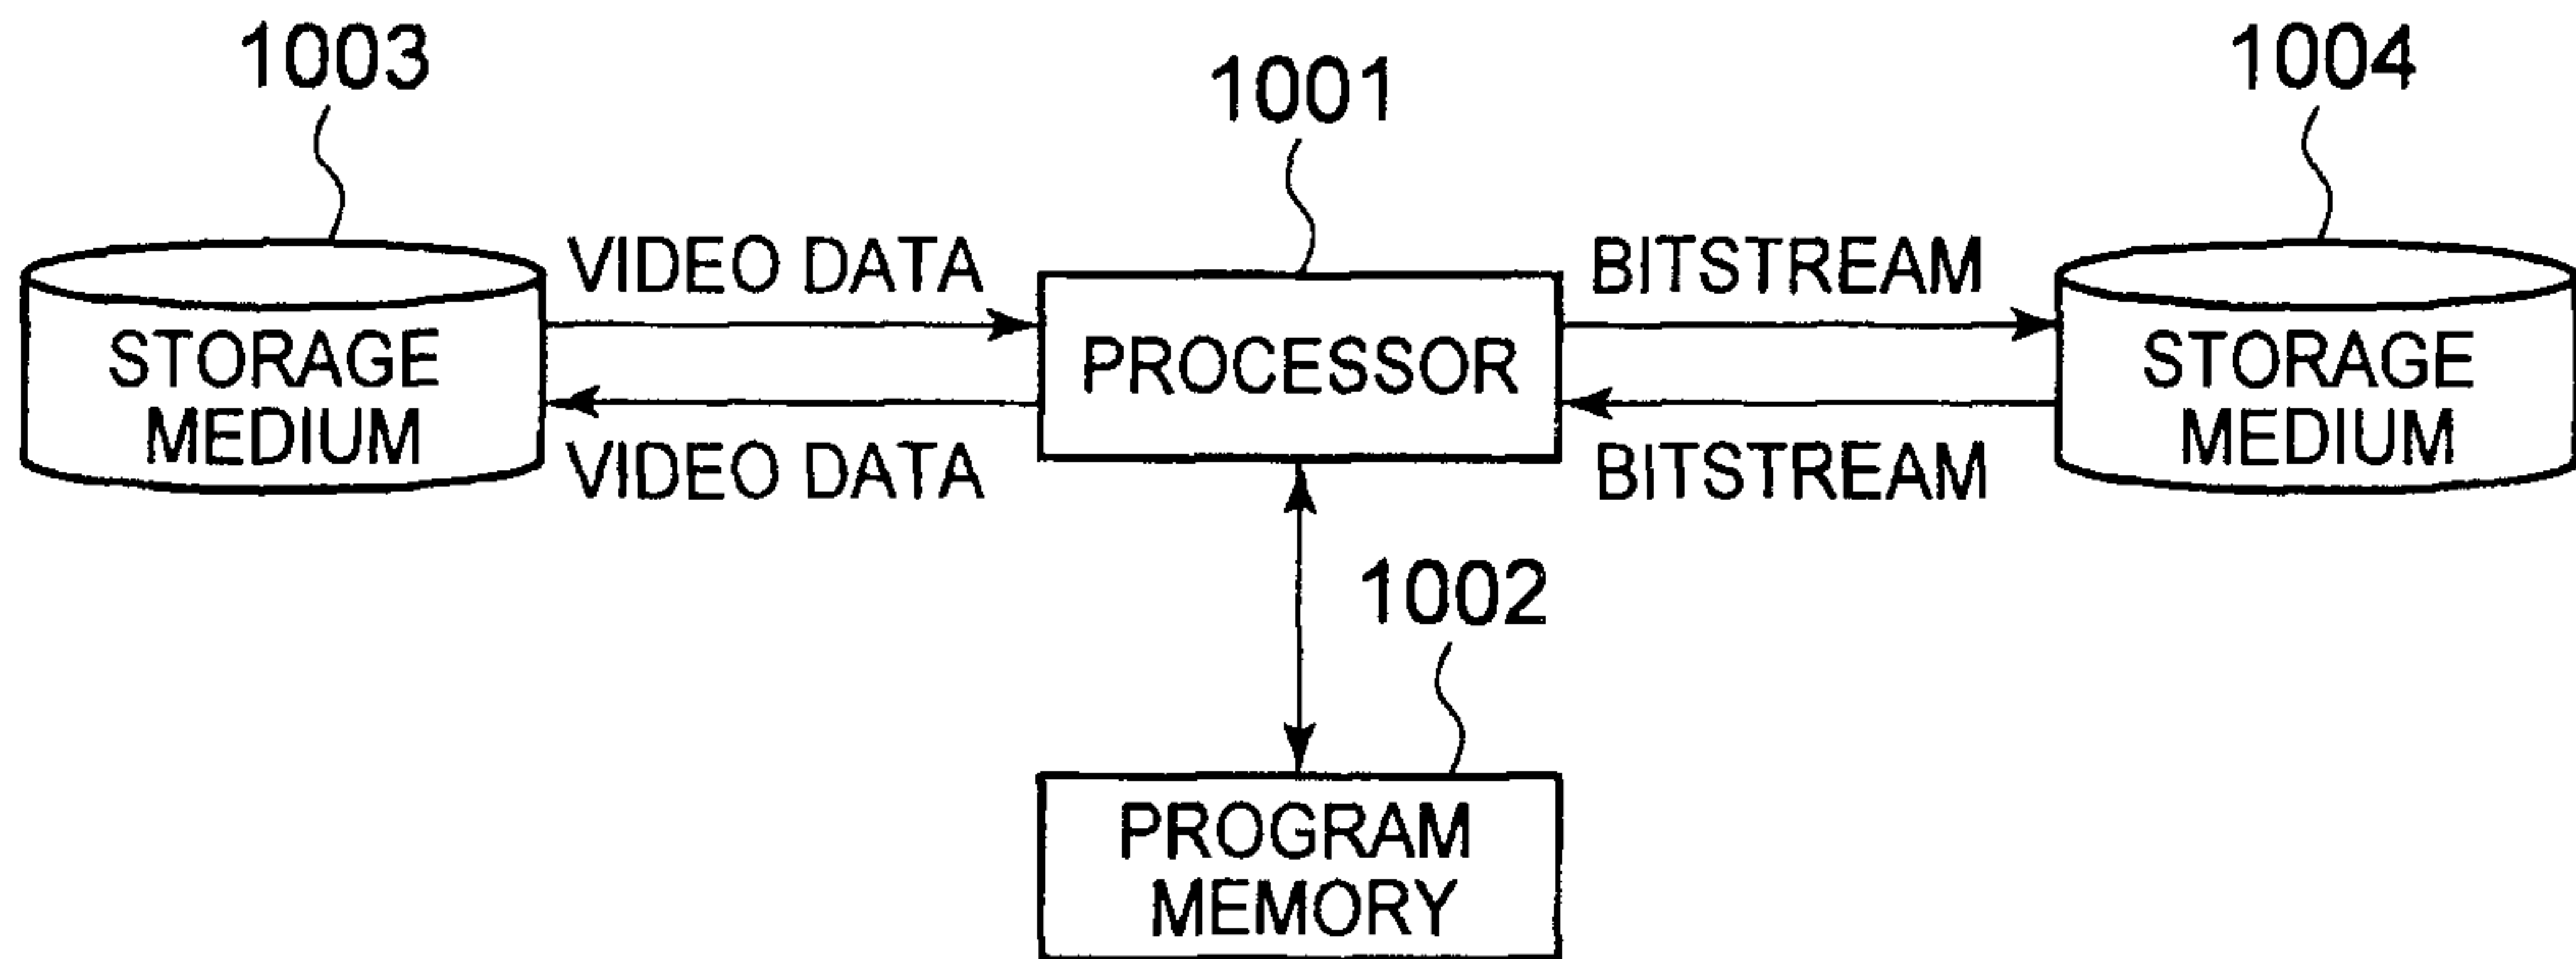 1003
1001
1004
VIDEO DATA
BITSTREAM
STORAGE
MEDIUM
PROCESSOR
STORAGE
MEDIUM
VIDEO DATA
BITSTREAM
1002
PROGRAM
MEMORY